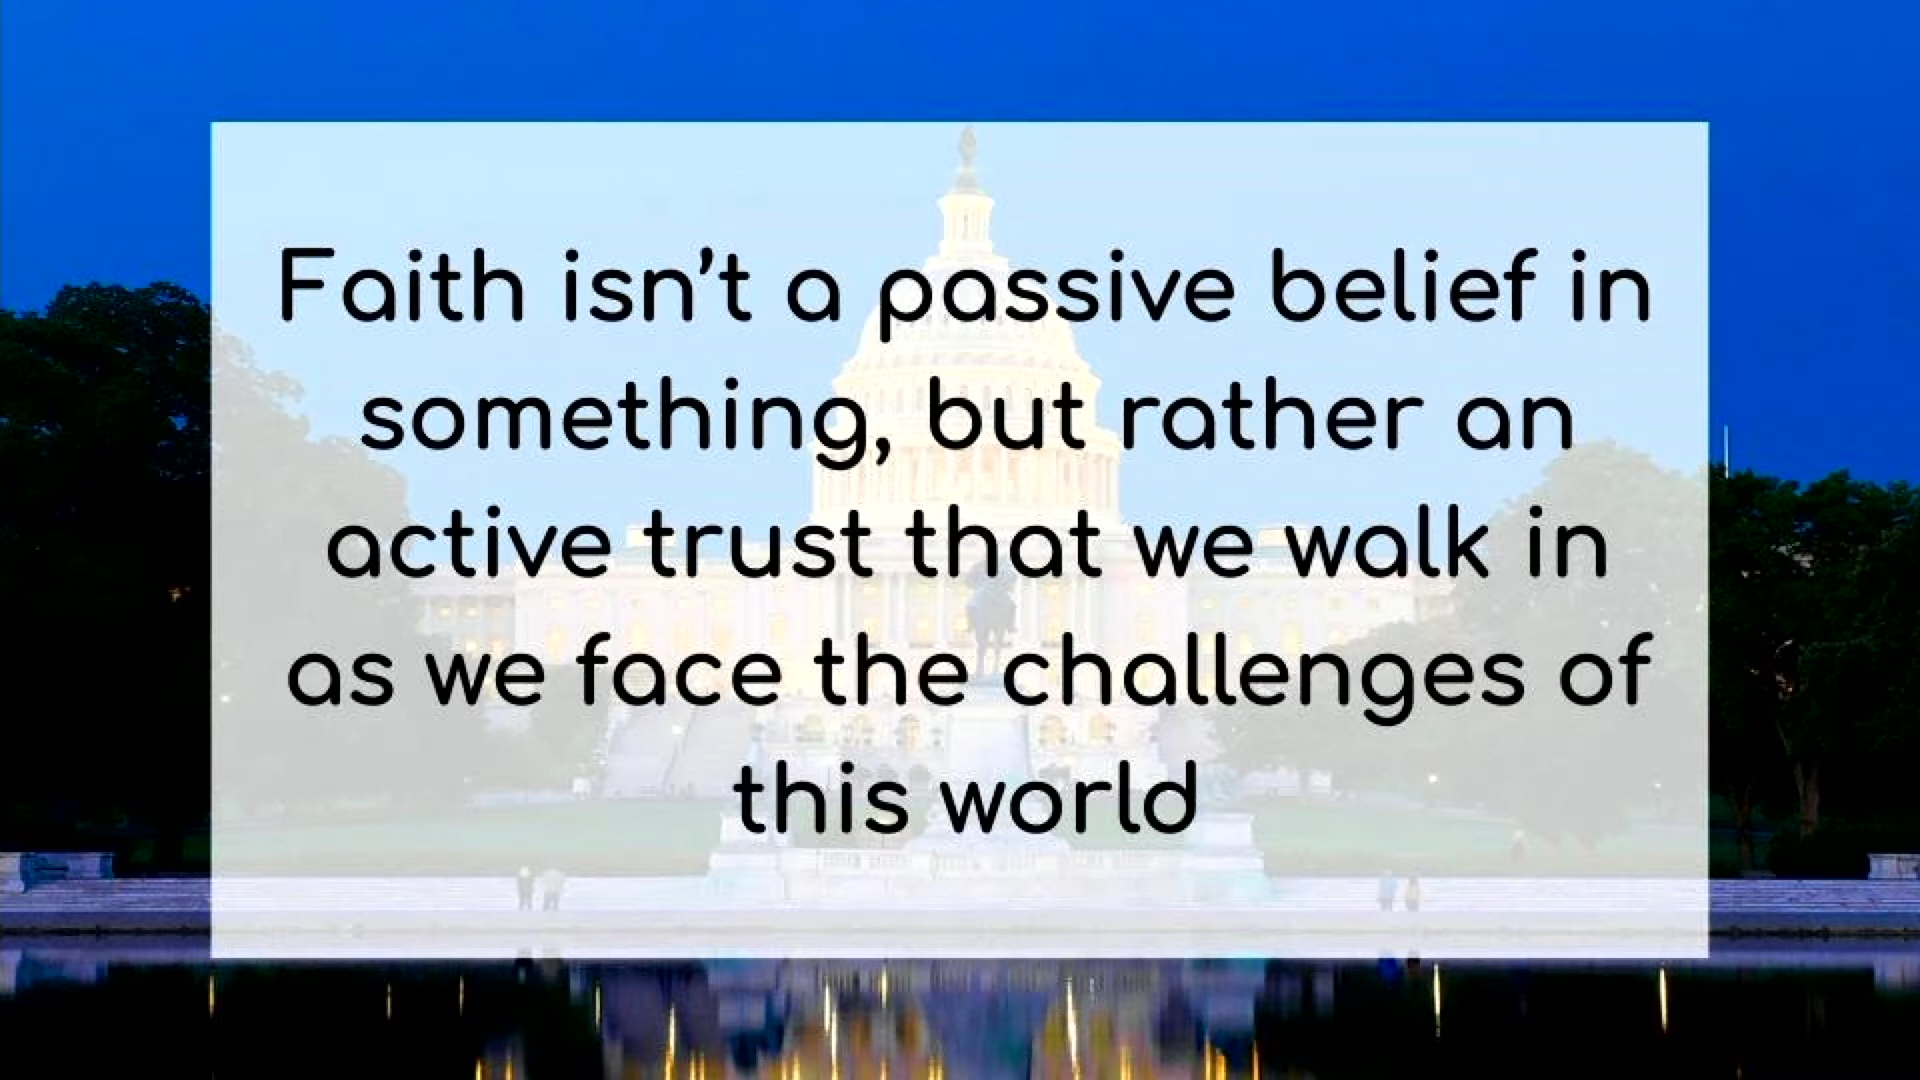 Faith isn’t a passive belief in
something, but rather an
active trust that we walk in
as we face the challenges of
this world